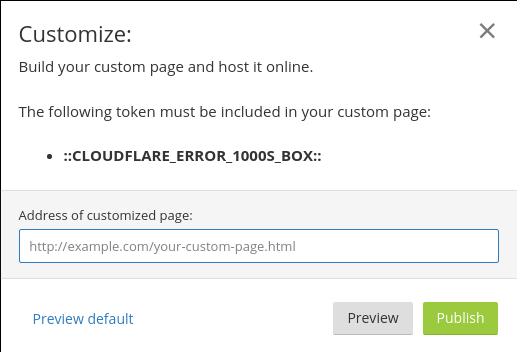 Customize:
Build your custom page and host it online.
The following token must be included in your custom page:
• ::CLOUDFLARE_ERROR_1000S_BOX::
Address of customized page:
http://example.com/your-custom-page.html
Preview default
Preview
Publish